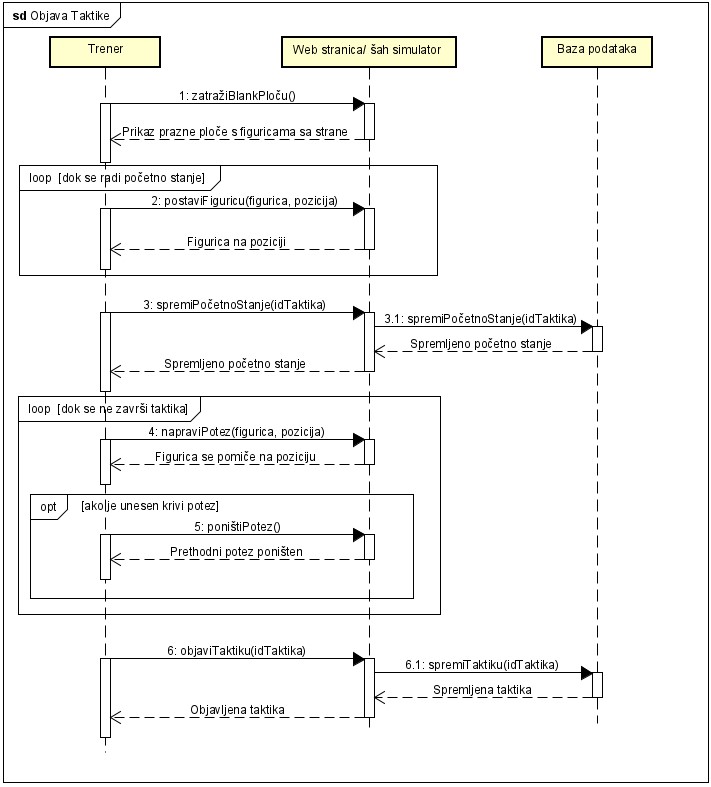 sd Objava Taktike
Trener
Web stranica/ šah simulator
Baza podataka
1: zatražiBlankPloču()
Prikaz prazne ploče s figuricama sa strane
loop [dok se radi početno stanje]
2: postaviFiguricu(figurica, pozicija)
Figurica na poziciji
3: spremiPočetnoStanje(idTaktika)
3.1: spremiPočetnoStanje(idTaktika)
Spremljeno početno stanje
Spremljeno početno stanje
loop [dok se ne završi taktika]
4: napraviPotez(figurica, pozicija)
Figurica se pomiče na poziciju
opt [ako je unesen krivi potez]
5: poništiPotez()
Prethodni potez poništen
6: objaviTaktiku(idTaktika)
6.1: spremiTaktiku(idTaktika)
Spremljena taktika
Objavljena taktika